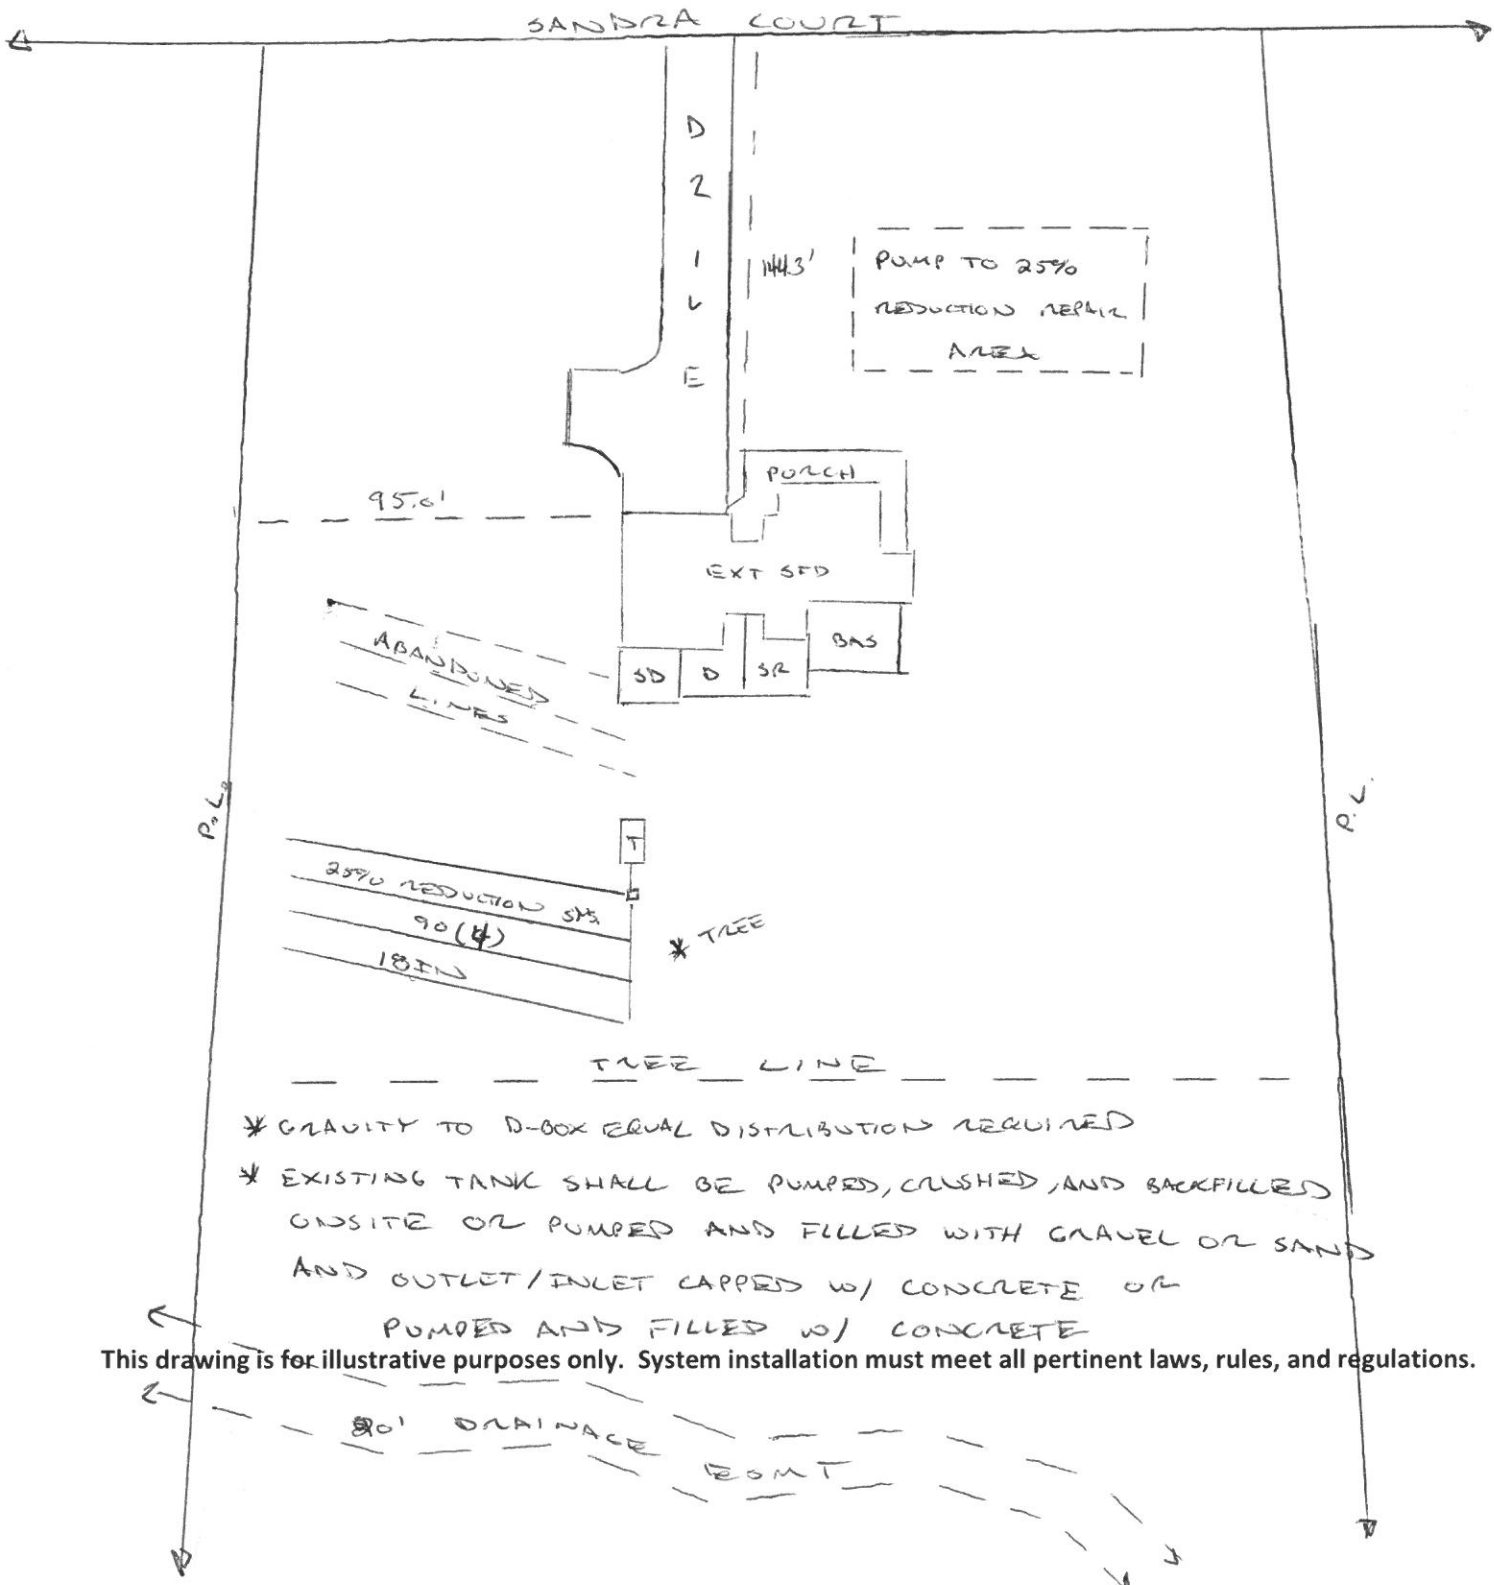 SANDRA COURT
DRIVE
144.3'
PUMP TO 25%
REDUCTION REPAIR
AREA
PORCH
95.0'
EXT SFD
ABANDONED
LINES
SD
D
SR
BAS
P.L.
P.L.
T
25% REDUCTION SYS.
90(4)
18IN
* TREE
TREE LINE
* GRAVITY TO D-BOX EQUAL DISTRIBUTION REQUIRED
* EXISTING TANK SHALL BE PUMPED, CRUSHED, AND BACKFILLED
ONSITE OR PUMPED AND FILLED WITH GRAVEL OR SAND
AND OUTLET/INLET CAPPED W/ CONCRETE OR
PUMPED AND FILLED W/ CONCRETE
This drawing is for illustrative purposes only. System installation must meet all pertinent laws, rules, and regulations.
DRAINAGE
ESMT